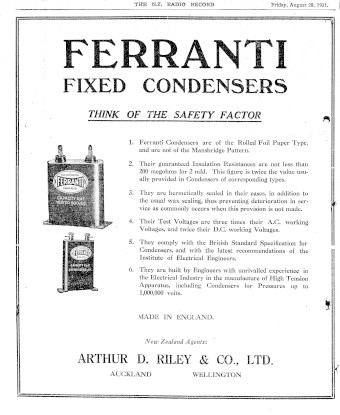 THE N.Z. RADIO RECORD
Friday, August 28, 1931.
FERRANTI
FIXED CONDENSERS
THINK OF THE SAFETY FACTOR
1. Ferranti Condensers are of the Rolled Foil Paper Type,
and are not of the Mansbridge Pattern.
2. Their guaranteed Insulation Resistances are not less than
200 megohms for 2 mfd. This figure is twice the value usu-
ally provided in Condensers of corresponding types.
3. They are hermetically sealed in their cases, in addition to
the usual wax sealing, thus preventing deterioration in ser-
vice as commonly occurs when this provision is not made.
4. Their Test Voltages are three times their A.C. working
Voltages, and twice their D.C. working Voltages.
5. They comply with the British Standard Specification for
Condensers, and with the latest recommendations of the
Institute of Electrical Engineers.
6. They are built by Engineers with unrivalled experience in
the Electrical Industry in the manufacture of High Tension
Apparatus, including Condensers for Pressures up to
1,000,000 volts.
FERRANTI
MADE IN ENGLAND.
New Zealand Agents:
ARTHUR D. RILEY & CO., LTD.
AUCKLAND WELLINGTON